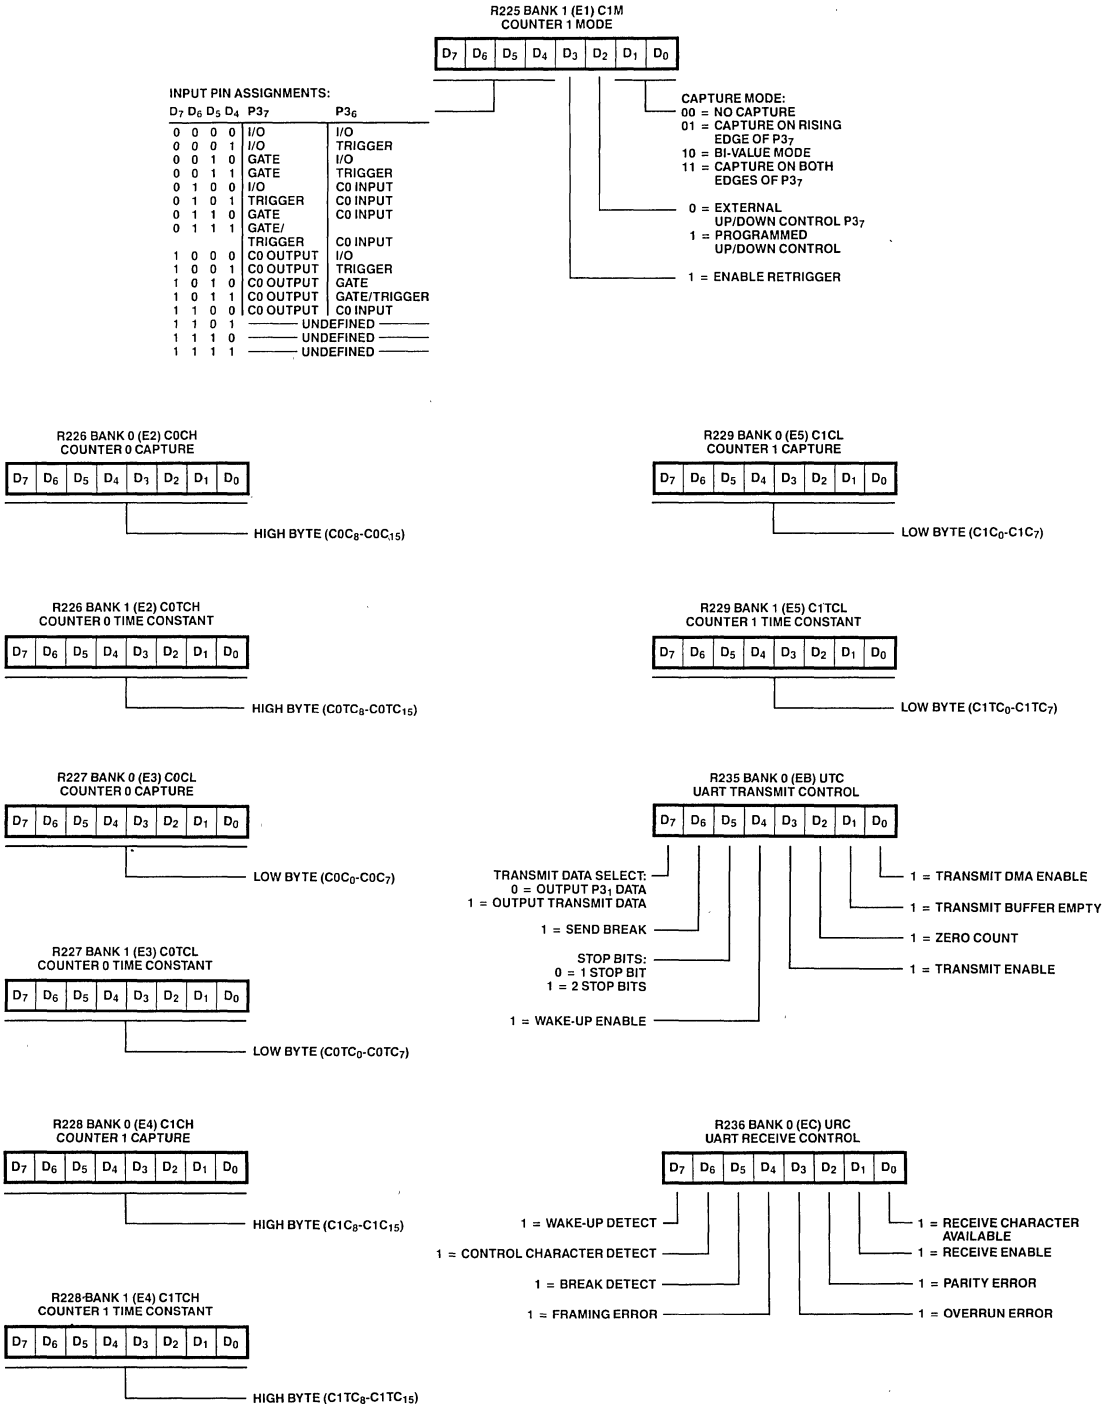 R225 BANK 1 (E1) C1M
COUNTER 1 MODE
D7 D6 D5 D4 D3 D2 D1 D0
INPUT PIN ASSIGNMENTS:
D7 D6 D5 D4 P37 P36
0 0 0 0 I/O I/O
0 0 0 1 I/O TRIGGER
0 0 1 0 GATE I/O
0 0 1 1 GATE TRIGGER
0 1 0 0 I/O C0 INPUT
0 1 0 1 TRIGGER C0 INPUT
0 1 1 0 GATE C0 INPUT
0 1 1 1 GATE/
TRIGGER C0 INPUT
1 0 0 0 C0 OUTPUT I/O
1 0 0 1 C0 OUTPUT TRIGGER
1 0 1 0 C0 OUTPUT GATE
1 0 1 1 C0 OUTPUT GATE/TRIGGER
1 1 0 0 C0 OUTPUT C0 INPUT
1 1 0 1 UNDEFINED
1 1 1 0 UNDEFINED
1 1 1 1 UNDEFINED
CAPTURE MODE:
00 = NO CAPTURE
01 = CAPTURE ON RISING
EDGE OF P37
10 = BI-VALUE MODE
11 = CAPTURE ON BOTH
EDGES OF P37
0 = EXTERNAL
UP/DOWN CONTROL P37
1 = PROGRAMMED
UP/DOWN CONTROL
1 = ENABLE RETRIGGER
R226 BANK 0 (E2) C0CH
COUNTER 0 CAPTURE
D7 D6 D5 D4 D3 D2 D1 D0
HIGH BYTE (C0C8-C0C15)
R226 BANK 1 (E2) C0TCH
COUNTER 0 TIME CONSTANT
D7 D6 D5 D4 D3 D2 D1 D0
HIGH BYTE (C0TC8-C0TC15)
R227 BANK 0 (E3) C0CL
COUNTER 0 CAPTURE
D7 D6 D5 D4 D3 D2 D1 D0
LOW BYTE (C0C0-C0C7)
R227 BANK 1 (E3) C0TCL
COUNTER 0 TIME CONSTANT
D7 D6 D5 D4 D3 D2 D1 D0
LOW BYTE (C0TC0-C0TC7)
R228 BANK 0 (E4) C1CH
COUNTER 1 CAPTURE
D7 D6 D5 D4 D3 D2 D1 D0
HIGH BYTE (C1C8-C1C15)
R228 BANK 1 (E4) C1TCH
COUNTER 1 TIME CONSTANT
D7 D6 D5 D4 D3 D2 D1 D0
HIGH BYTE (C1TC8-C1TC15)
R229 BANK 0 (E5) C1CL
COUNTER 1 CAPTURE
D7 D6 D5 D4 D3 D2 D1 D0
LOW BYTE (C1C0-C1C7)
R229 BANK 1 (E5) C1TCL
COUNTER 1 TIME CONSTANT
D7 D6 D5 D4 D3 D2 D1 D0
LOW BYTE (C1TC0-C1TC7)
R235 BANK 0 (EB) UTC
UART TRANSMIT CONTROL
D7 D6 D5 D4 D3 D2 D1 D0
TRANSMIT DATA SELECT:
0 = OUTPUT P31 DATA
1 = OUTPUT TRANSMIT DATA
1 = SEND BREAK
STOP BITS:
0 = 1 STOP BIT
1 = 2 STOP BITS
1 = WAKE-UP ENABLE
1 = TRANSMIT DMA ENABLE
1 = TRANSMIT BUFFER EMPTY
1 = ZERO COUNT
1 = TRANSMIT ENABLE
R236 BANK 0 (EC) URC
UART RECEIVE CONTROL
D7 D6 D5 D4 D3 D2 D1 D0
1 = WAKE-UP DETECT
1 = CONTROL CHARACTER DETECT
1 = BREAK DETECT
1 = FRAMING ERROR
1 = RECEIVE CHARACTER
AVAILABLE
1 = RECEIVE ENABLE
1 = PARITY ERROR
1 = OVERRUN ERROR